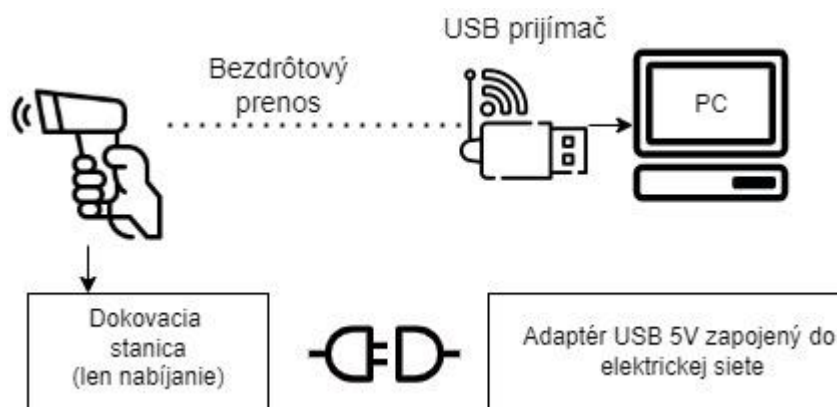 USB prijímač
Bezdrôtový
prenos
PC
Dokovacia
stanica
(len nabíjanie)
Adaptér USB 5V zapojený do
elektrickej siete